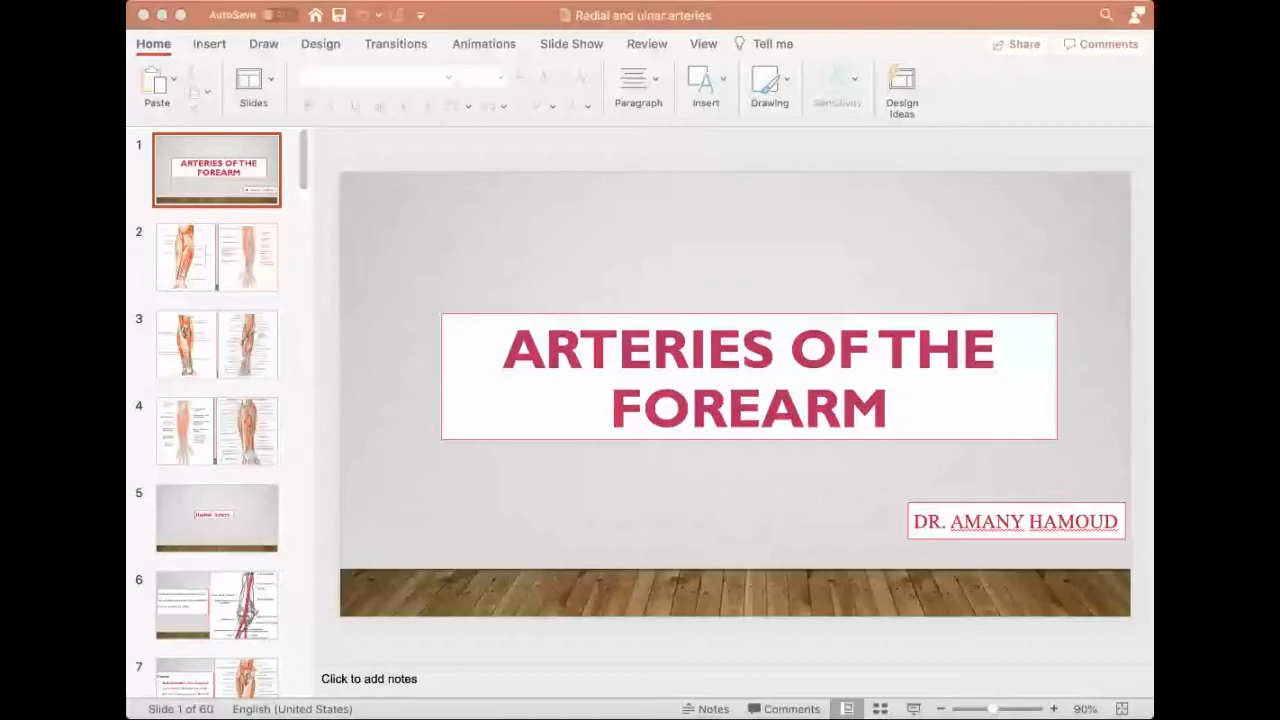 AutoSave
Radial and ulnar arteries
Home Insert Draw Design Transitions Animations Slide Show Review View Tell me Share Comments
Paste Slides Paragraph Insert Drawing Sensitivity Design Ideas
1
ARTERIES OF THE
FOREARM
2
3
4
5
Radial Artery
6
7
ARTERIES OF THE
FOREARM
DR. AMANY HAMOUD
Click to add notes
Slide 1 of 60 English (United States) Notes Comments 90%